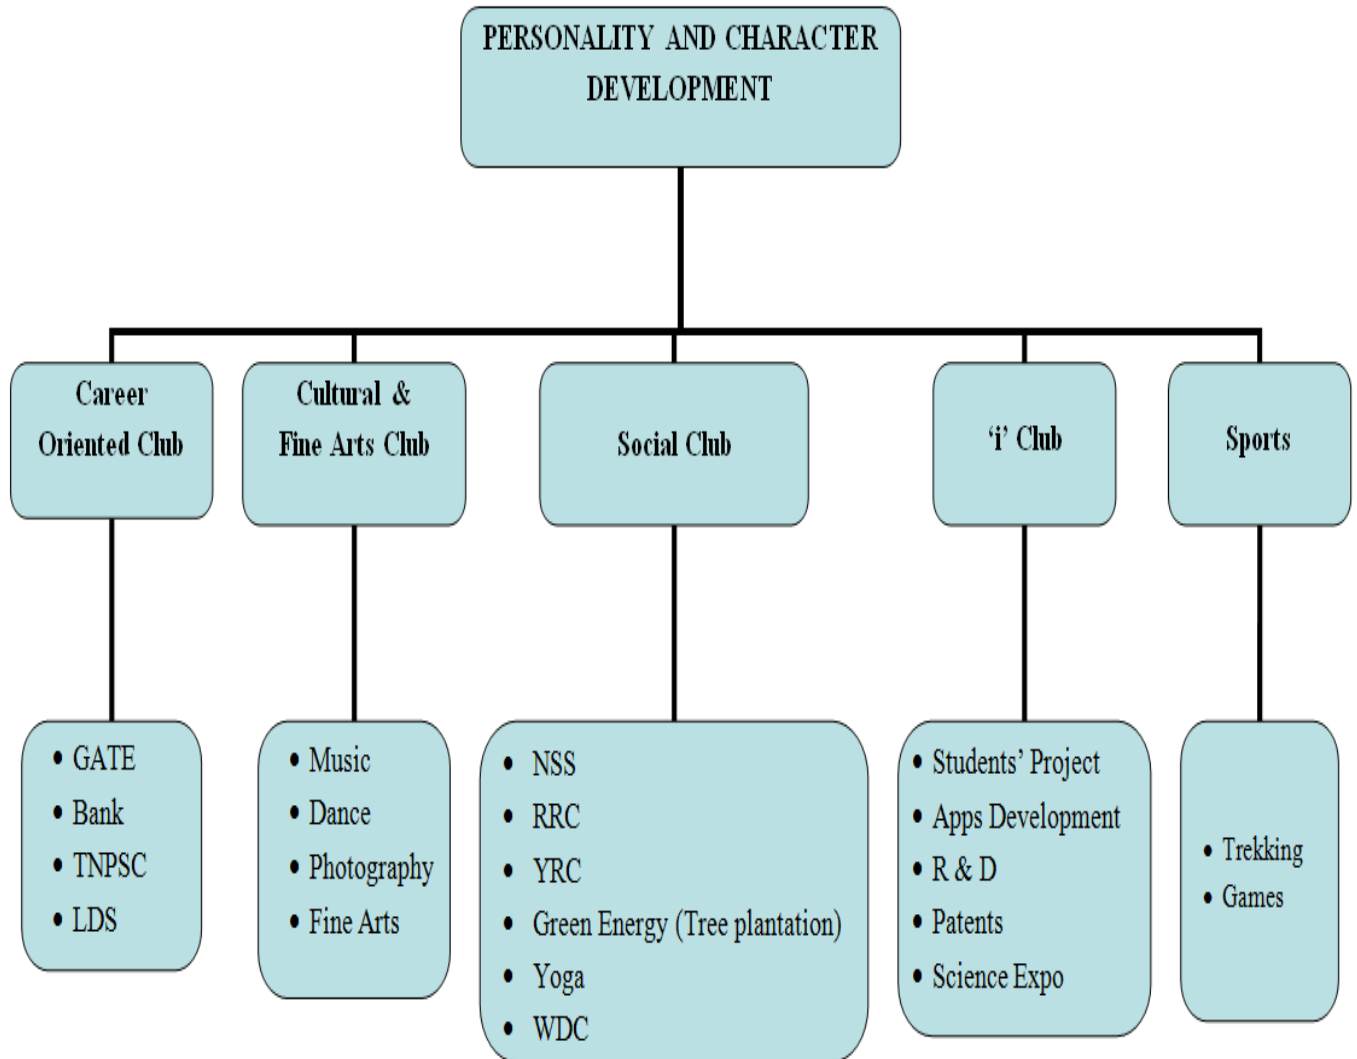 PERSONALITY AND CHARACTER
DEVELOPMENT
Career
Oriented Club
Cultural &
Fine Arts Club
Social Club
‘i’ Club
Sports
• GATE
• Bank
• TNPSC
• LDS
• Music
• Dance
• Photography
• Fine Arts
• NSS
• RRC
• YRC
• Green Energy (Tree plantation)
• Yoga
• WDC
• Students’ Project
• Apps Development
• R & D
• Patents
• Science Expo
• Trekking
• Games